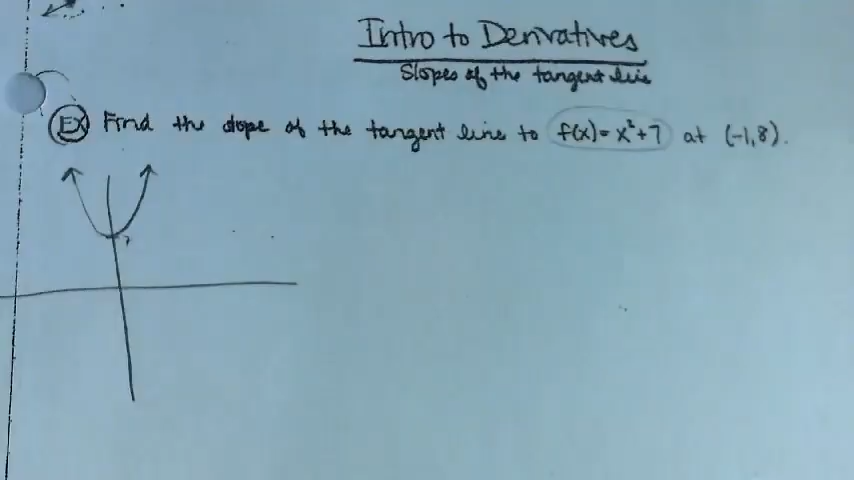 Intro to Derivatives
Slopes of the tangent line
EX Find the slope of the tangent line to f(x)=x²+7 at (-1,8).
7